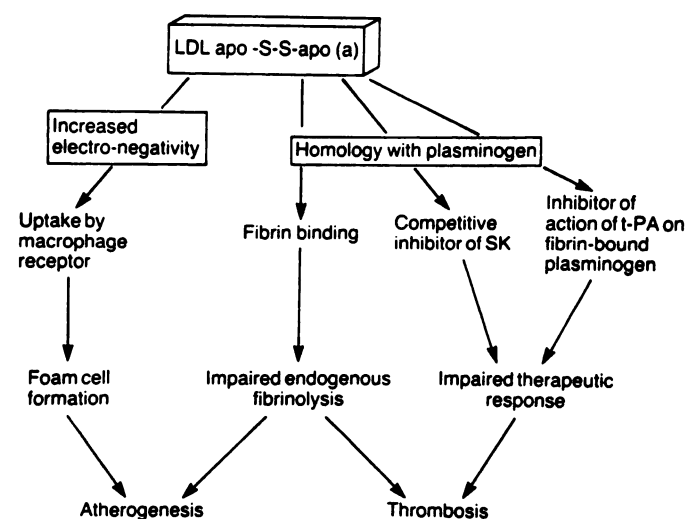 LDL apo -S-S-apo (a)
Increased
electro-negativity
Homology with plasminogen
Uptake by
macrophage
receptor
Fibrin binding
Competitive
inhibitor of SK
Inhibitor of
action of t-PA on
fibrin-bound
plasminogen
Foam cell
formation
Impaired endogenous
fibrinolysis
Impaired therapeutic
response
Atherogenesis
Thrombosis